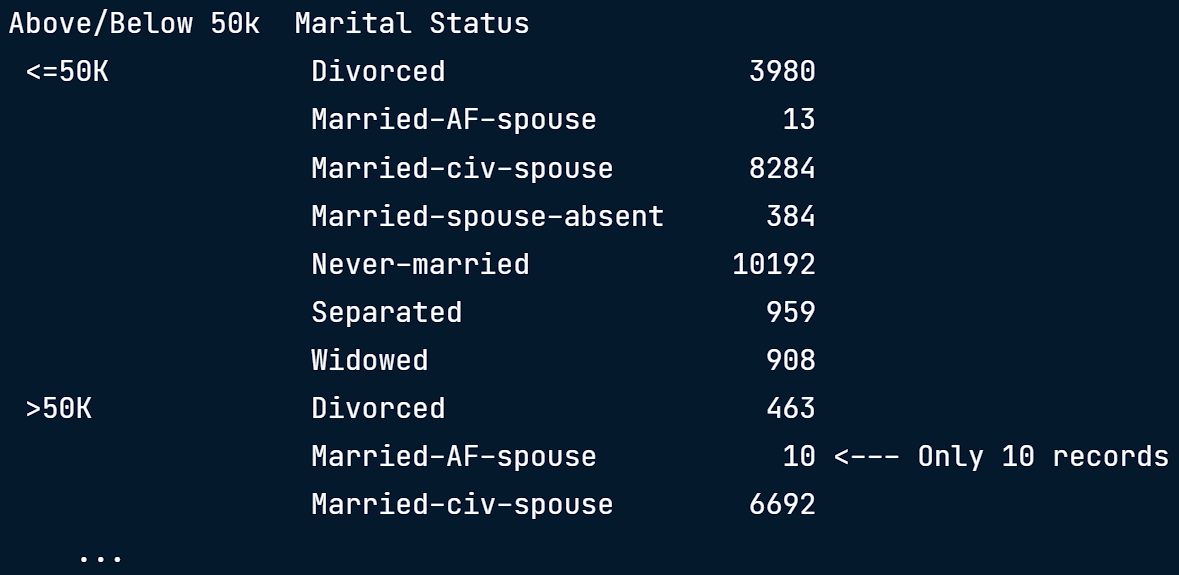 Above/Below 50k  Marital Status
 <=50K            Divorced                  3980
                  Married-AF-spouse           13
                  Married-civ-spouse        8284
                  Married-spouse-absent      384
                  Never-married            10192
                  Separated                  959
                  Widowed                    908
 >50K             Divorced                   463
                  Married-AF-spouse           10 <--- Only 10 records
                  Married-civ-spouse        6692
    ...